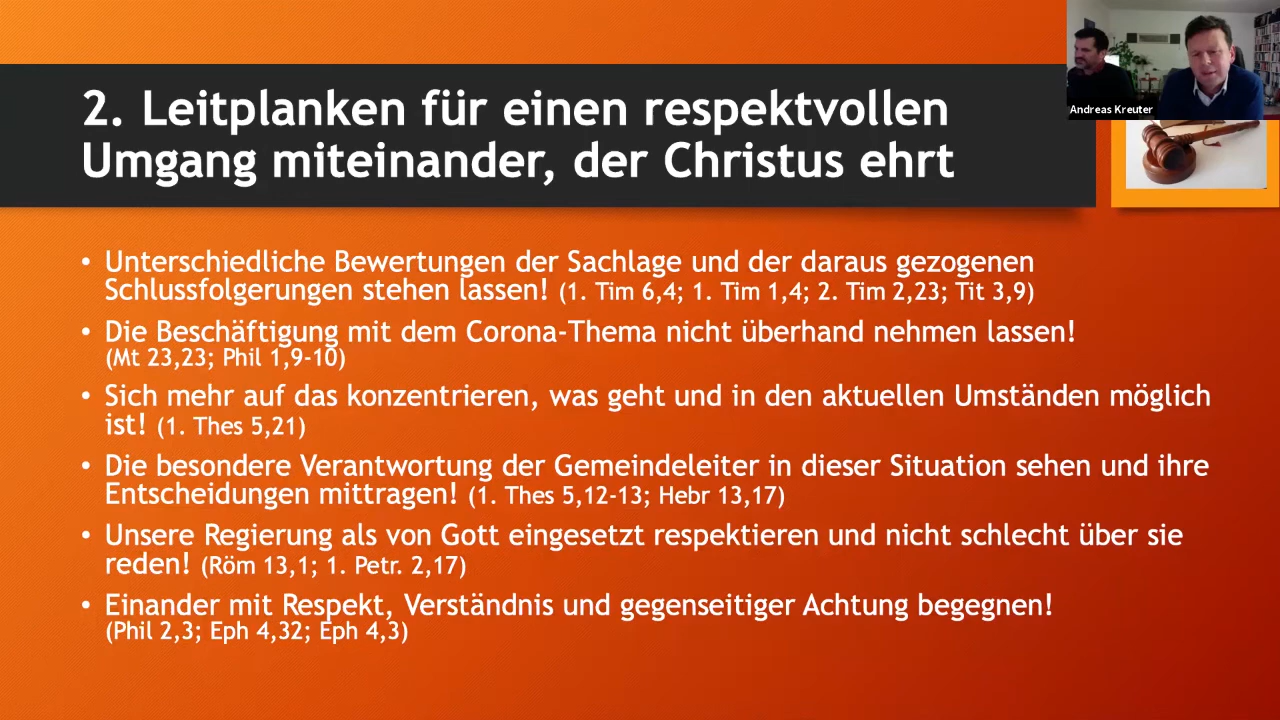 2. Leitplanken für einen respektvollen
Umgang miteinander, der Christus ehrt
Andreas Kreuter
• Unterschiedliche Bewertungen der Sachlage und der daraus gezogenen
Schlussfolgerungen stehen lassen! (1. Tim 6,4; 1. Tim 1,4; 2. Tim 2,23; Tit 3,9)
• Die Beschäftigung mit dem Corona-Thema nicht überhand nehmen lassen!
(Mt 23,23; Phil 1,9-10)
• Sich mehr auf das konzentrieren, was geht und in den aktuellen Umständen möglich
ist! (1. Thes 5,21)
• Die besondere Verantwortung der Gemeindeleiter in dieser Situation sehen und ihre
Entscheidungen mittragen! (1. Thes 5,12-13; Hebr 13,17)
• Unsere Regierung als von Gott eingesetzt respektieren und nicht schlecht über sie
reden! (Röm 13,1; 1. Petr. 2,17)
• Einander mit Respekt, Verständnis und gegenseitiger Achtung begegnen!
(Phil 2,3; Eph 4,32; Eph 4,3)